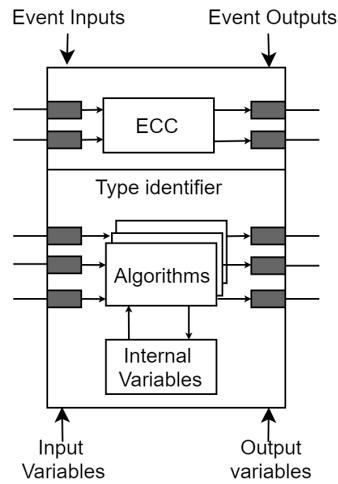 Event Inputs
Event Outputs
ECC
Type identifier
Algorithms
Internal
Variables
Input
Variables
Output
variables